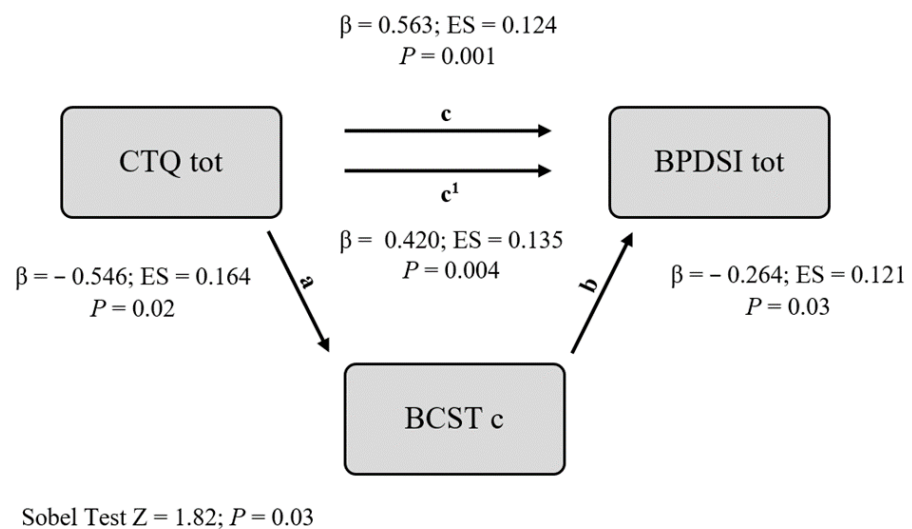 β = 0.563; ES = 0.124
P = 0.001
c
CTQ tot
BPDSI tot
c¹
β = 0.420; ES = 0.135
P = 0.004
β = – 0.546; ES = 0.164
P = 0.02
a
b
β = – 0.264; ES = 0.121
P = 0.03
BCST c
Sobel Test Z = 1.82; P = 0.03